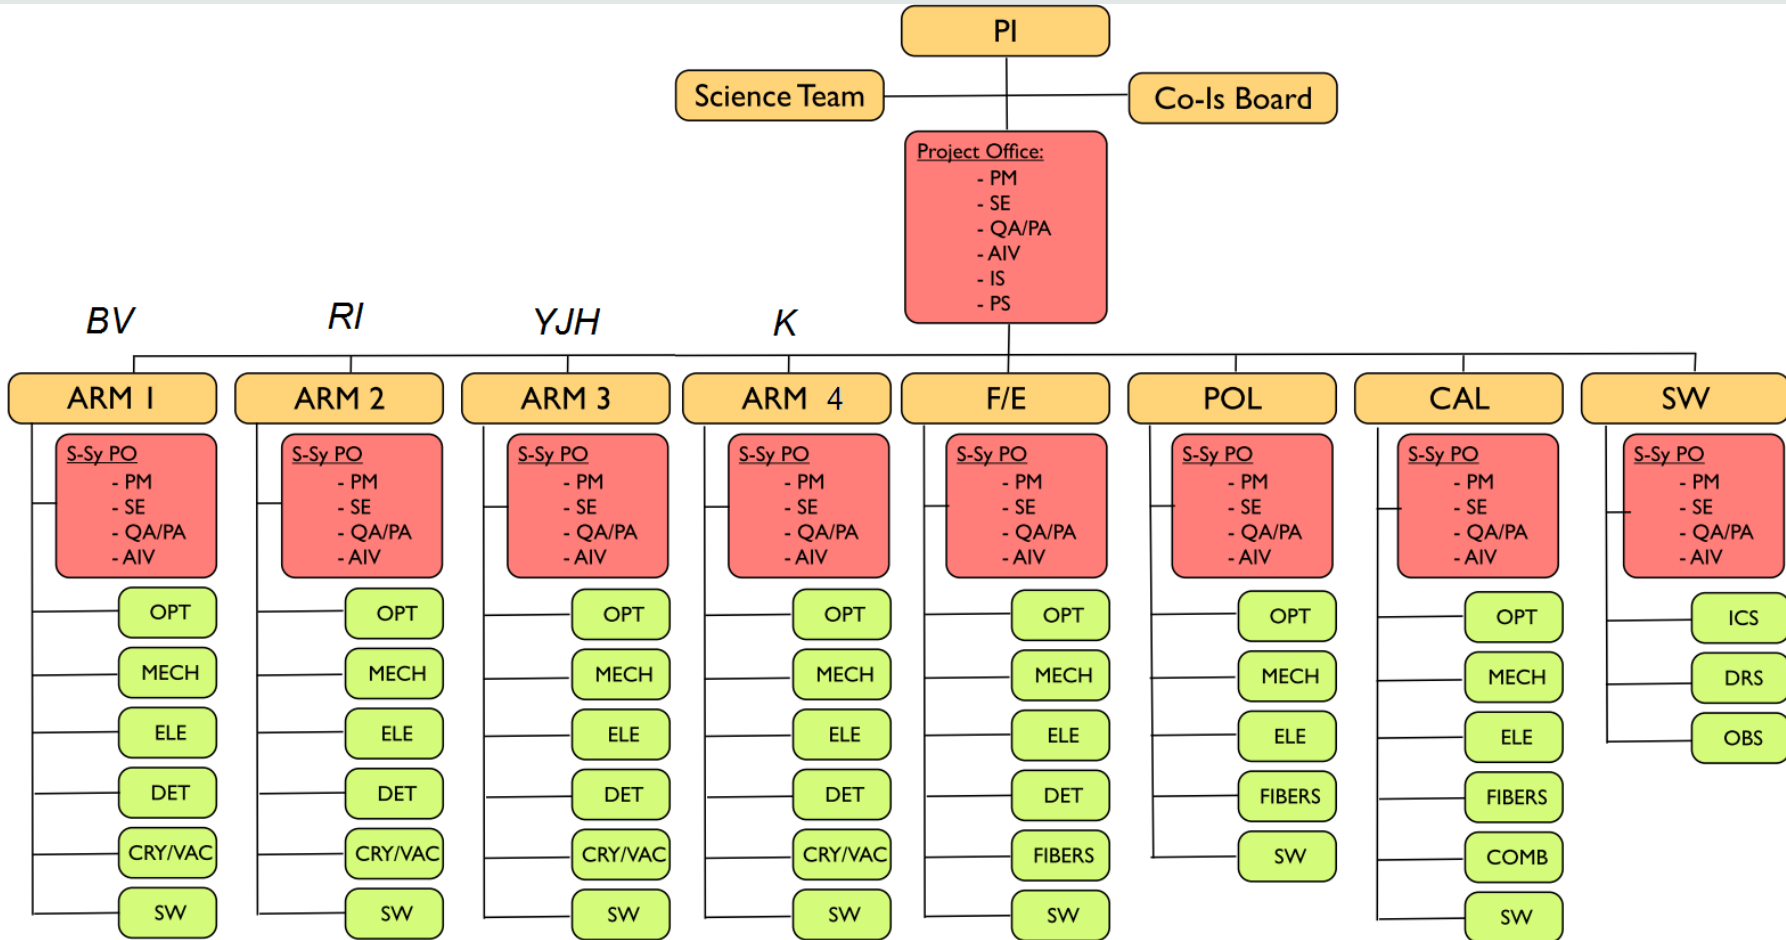 PI
Science Team
Co-Is Board
Project Office:
- PM
- SE
- QA/PA
- AIV
- IS
- PS
BV
RI
YJH
K
ARM 1
ARM 2
ARM 3
ARM 4
F/E
POL
CAL
SW
S-Sy PO
- PM
- SE
- QA/PA
- AIV
OPT
MECH
ELE
DET
CRY/VAC
SW
S-Sy PO
- PM
- SE
- QA/PA
- AIV
OPT
MECH
ELE
DET
CRY/VAC
SW
S-Sy PO
- PM
- SE
- QA/PA
- AIV
OPT
MECH
ELE
DET
CRY/VAC
SW
S-Sy PO
- PM
- SE
- QA/PA
- AIV
OPT
MECH
ELE
DET
CRY/VAC
SW
S-Sy PO
- PM
- SE
- QA/PA
- AIV
OPT
MECH
ELE
DET
FIBERS
SW
S-Sy PO
- PM
- SE
- QA/PA
- AIV
OPT
MECH
ELE
FIBERS
SW
S-Sy PO
- PM
- SE
- QA/PA
- AIV
OPT
MECH
ELE
FIBERS
COMB
SW
S-Sy PO
- PM
- SE
- QA/PA
- AIV
ICS
DRS
OBS